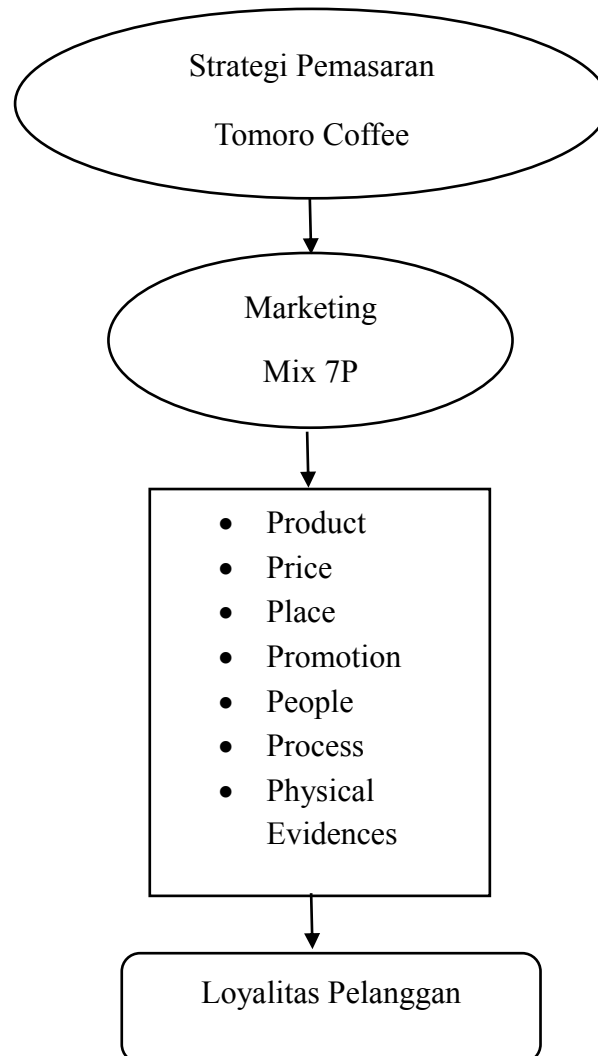 Strategi Pemasaran
Tomoro Coffee
Marketing
Mix 7P
• Product
• Price
• Place
• Promotion
• People
• Process
• Physical
Evidences
Loyalitas Pelanggan